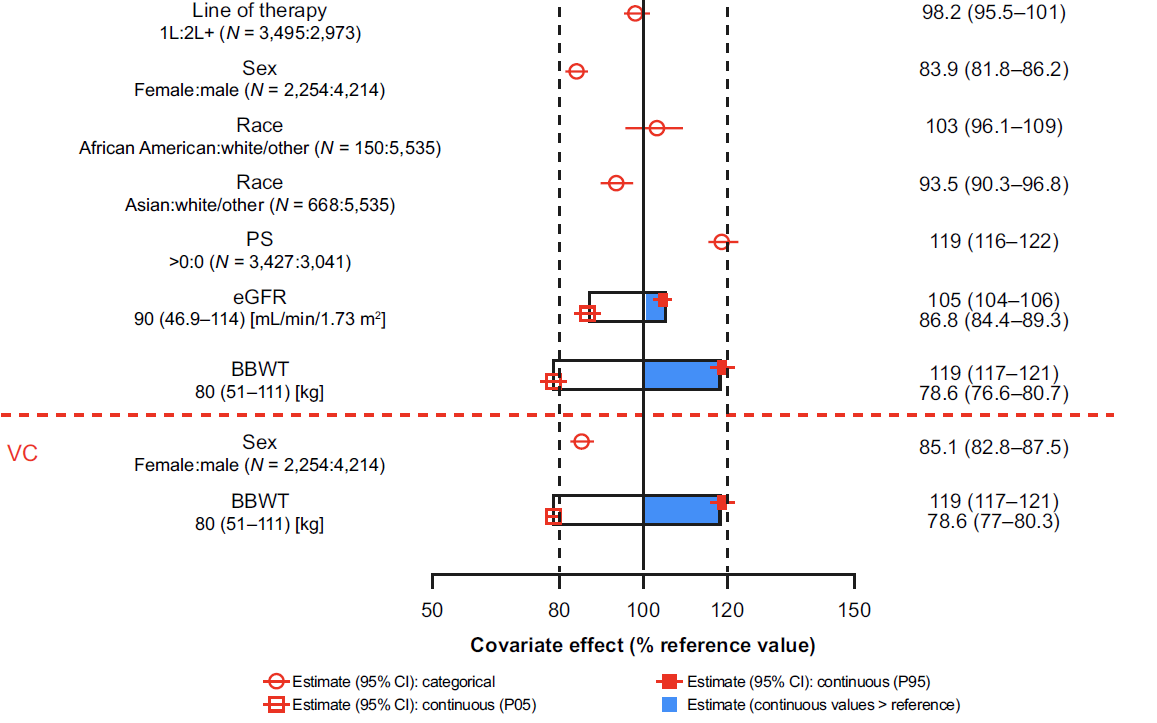 Line of therapy 98.2 (95.5–101)
1L:2L+ (N = 3,495:2,973)
Sex 83.9 (81.8–86.2)
Female:male (N = 2,254:4,214)
Race 103 (96.1–109)
African American:white/other (N = 150:5,535)
Race 93.5 (90.3–96.8)
Asian:white/other (N = 668:5,535)
PS 119 (116–122)
>0:0 (N = 3,427:3,041)
eGFR 105 (104–106)
90 (46.9–114) [mL/min/1.73 m²] 86.8 (84.4–89.3)
BBWT 119 (117–121)
80 (51–111) [kg] 78.6 (76.6–80.7)
VC
Sex 85.1 (82.8–87.5)
Female:male (N = 2,254:4,214)
BBWT 119 (117–121)
80 (51–111) [kg] 78.6 (77–80.3)
50 80 100 120 150
Covariate effect (% reference value)
Estimate (95% CI): categorical Estimate (95% CI): continuous (P95)
Estimate (95% CI): continuous (P05) Estimate (continuous values > reference)